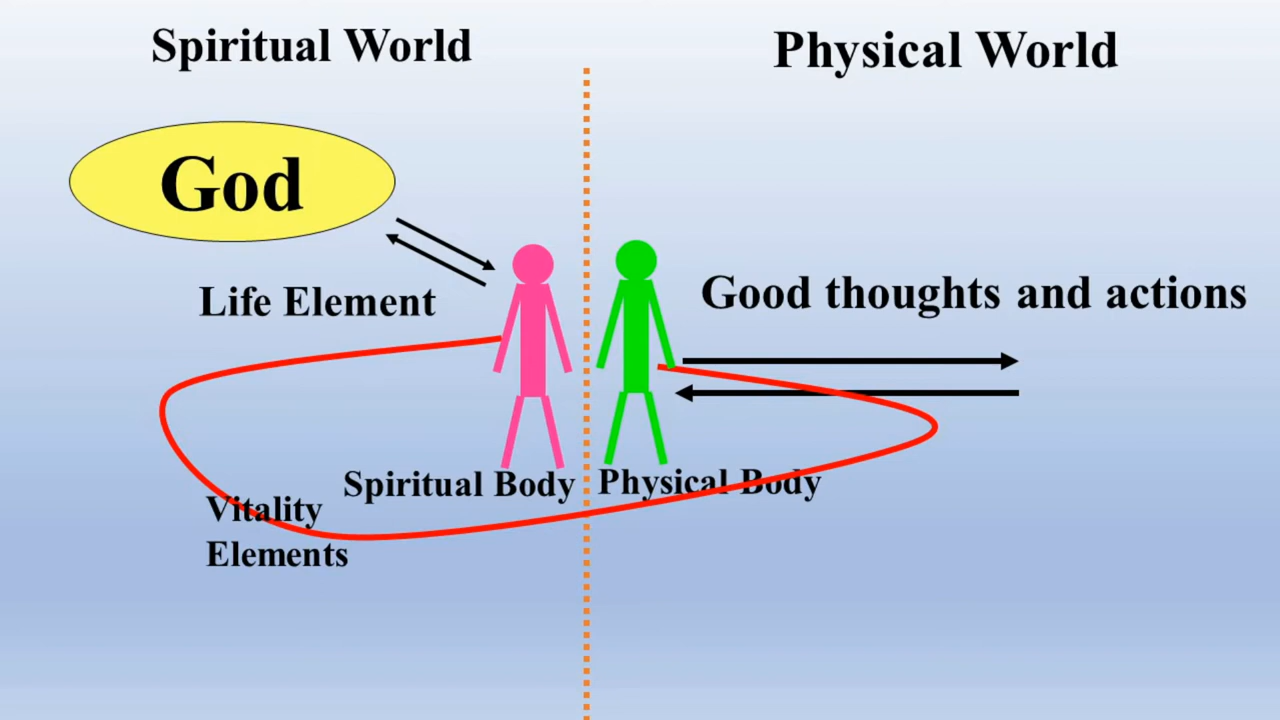 Spiritual World
Physical World
God
Life Element
Good thoughts and actions
Spiritual Body
Physical Body
Vitality
Elements